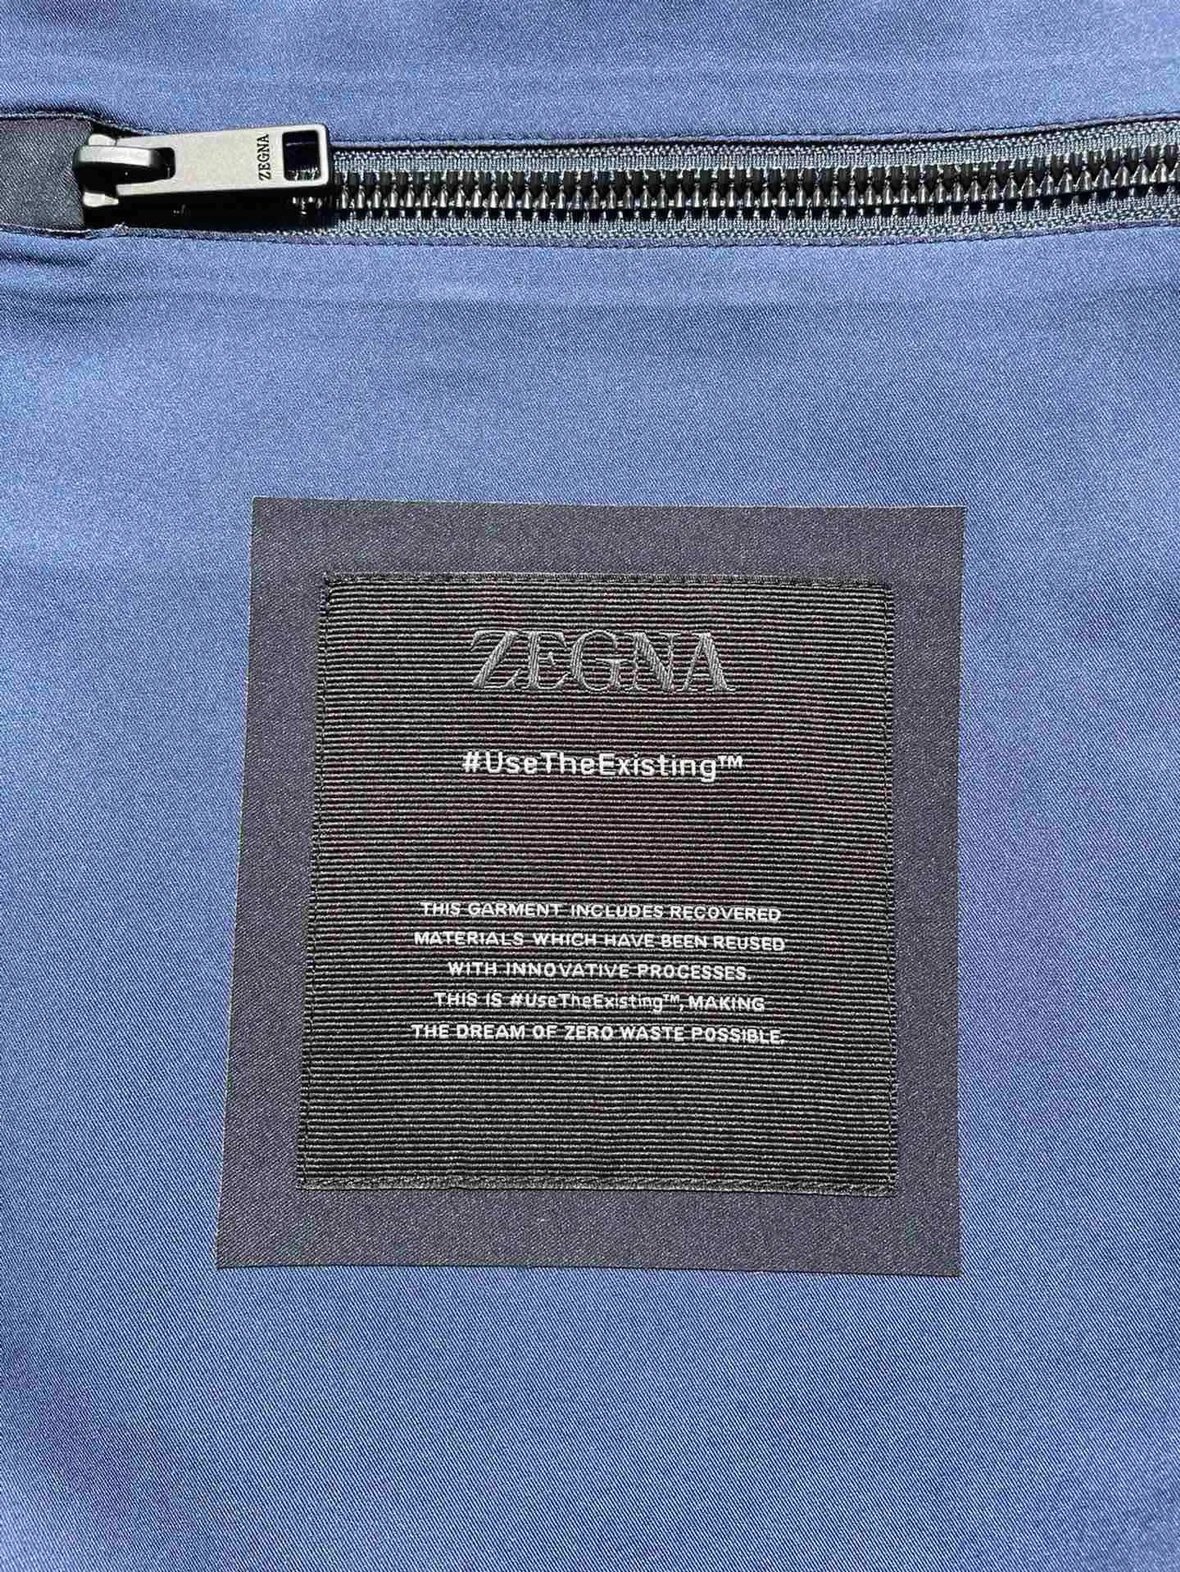 ZEGNA
ZEGNA
#UseTheExisting™
THIS GARMENT INCLUDES RECOVERED
MATERIALS WHICH HAVE BEEN REUSED
WITH INNOVATIVE PROCESSES.
THIS IS #UseTheExisting™, MAKING
THE DREAM OF ZERO WASTE POSSIBLE.